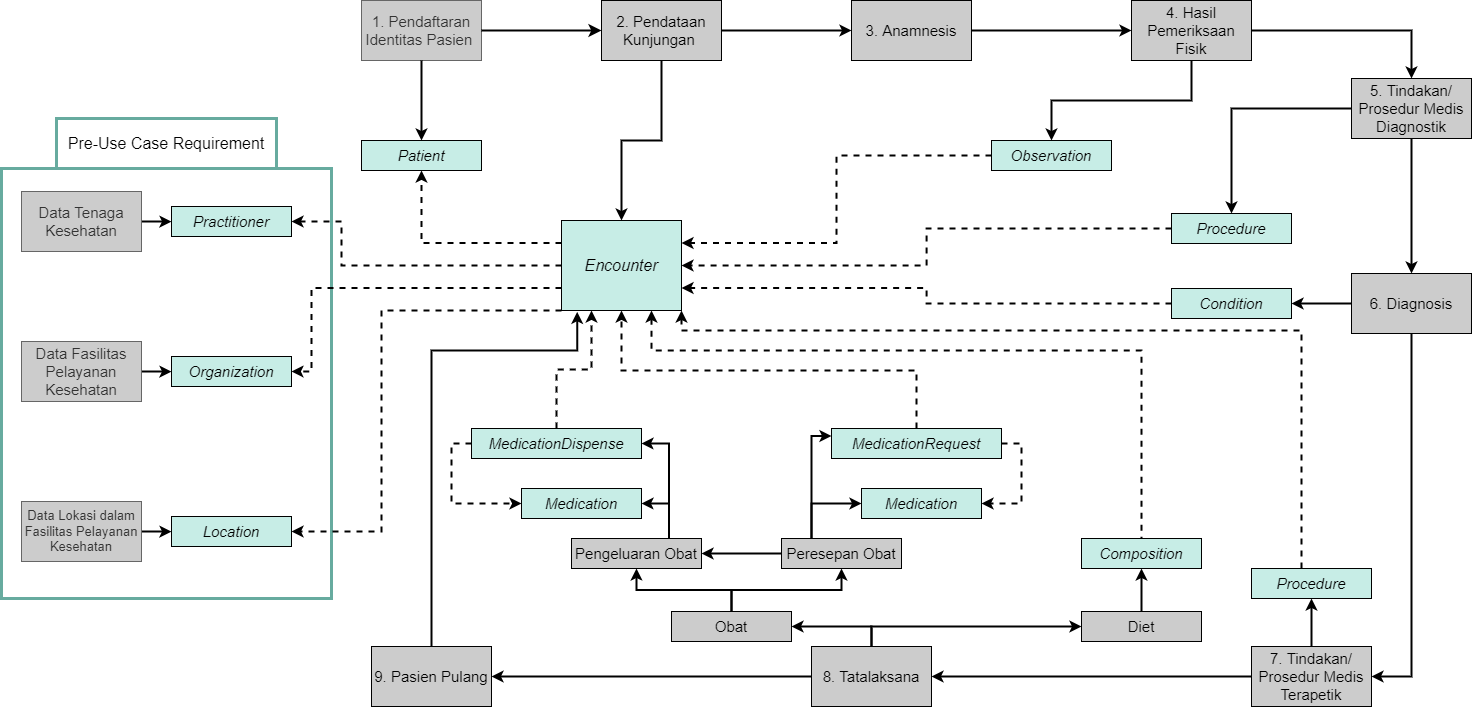 1. Pendaftaran
Identitas Pasien
2. Pendataan
Kunjungan
3. Anamnesis
4. Hasil
Pemeriksaan
Fisik
5. Tindakan/
Prosedur Medis
Diagnostik
Pre-Use Case Requirement
Patient
Observation
Data Tenaga
Kesehatan
Practitioner
Procedure
Encounter
Condition
6. Diagnosis
Data Fasilitas
Pelayanan
Kesehatan
Organization
MedicationDispense
MedicationRequest
Medication
Medication
Data Lokasi dalam
Fasilitas Pelayanan
Kesehatan
Location
Pengeluaran Obat
Peresepan Obat
Composition
Procedure
Obat
Diet
9. Pasien Pulang
8. Tatalaksana
7. Tindakan/
Prosedur Medis
Terapetik